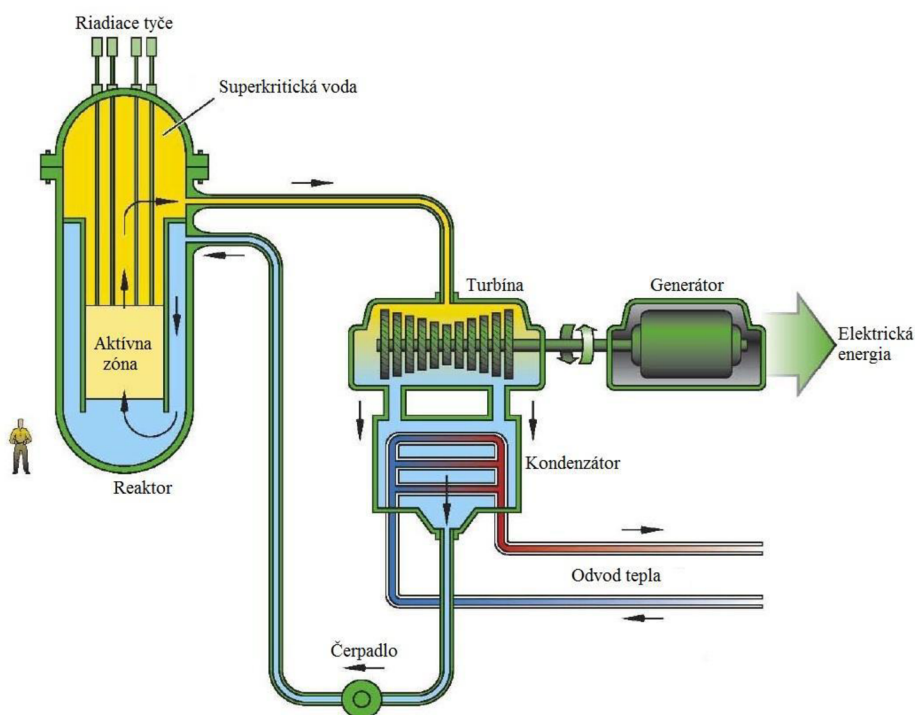 Riadiace tyče
Superkritická voda
Turbína
Generátor
Elektrická
energia
Aktívna
zóna
Kondenzátor
Reaktor
Odvod tepla
Čerpadlo